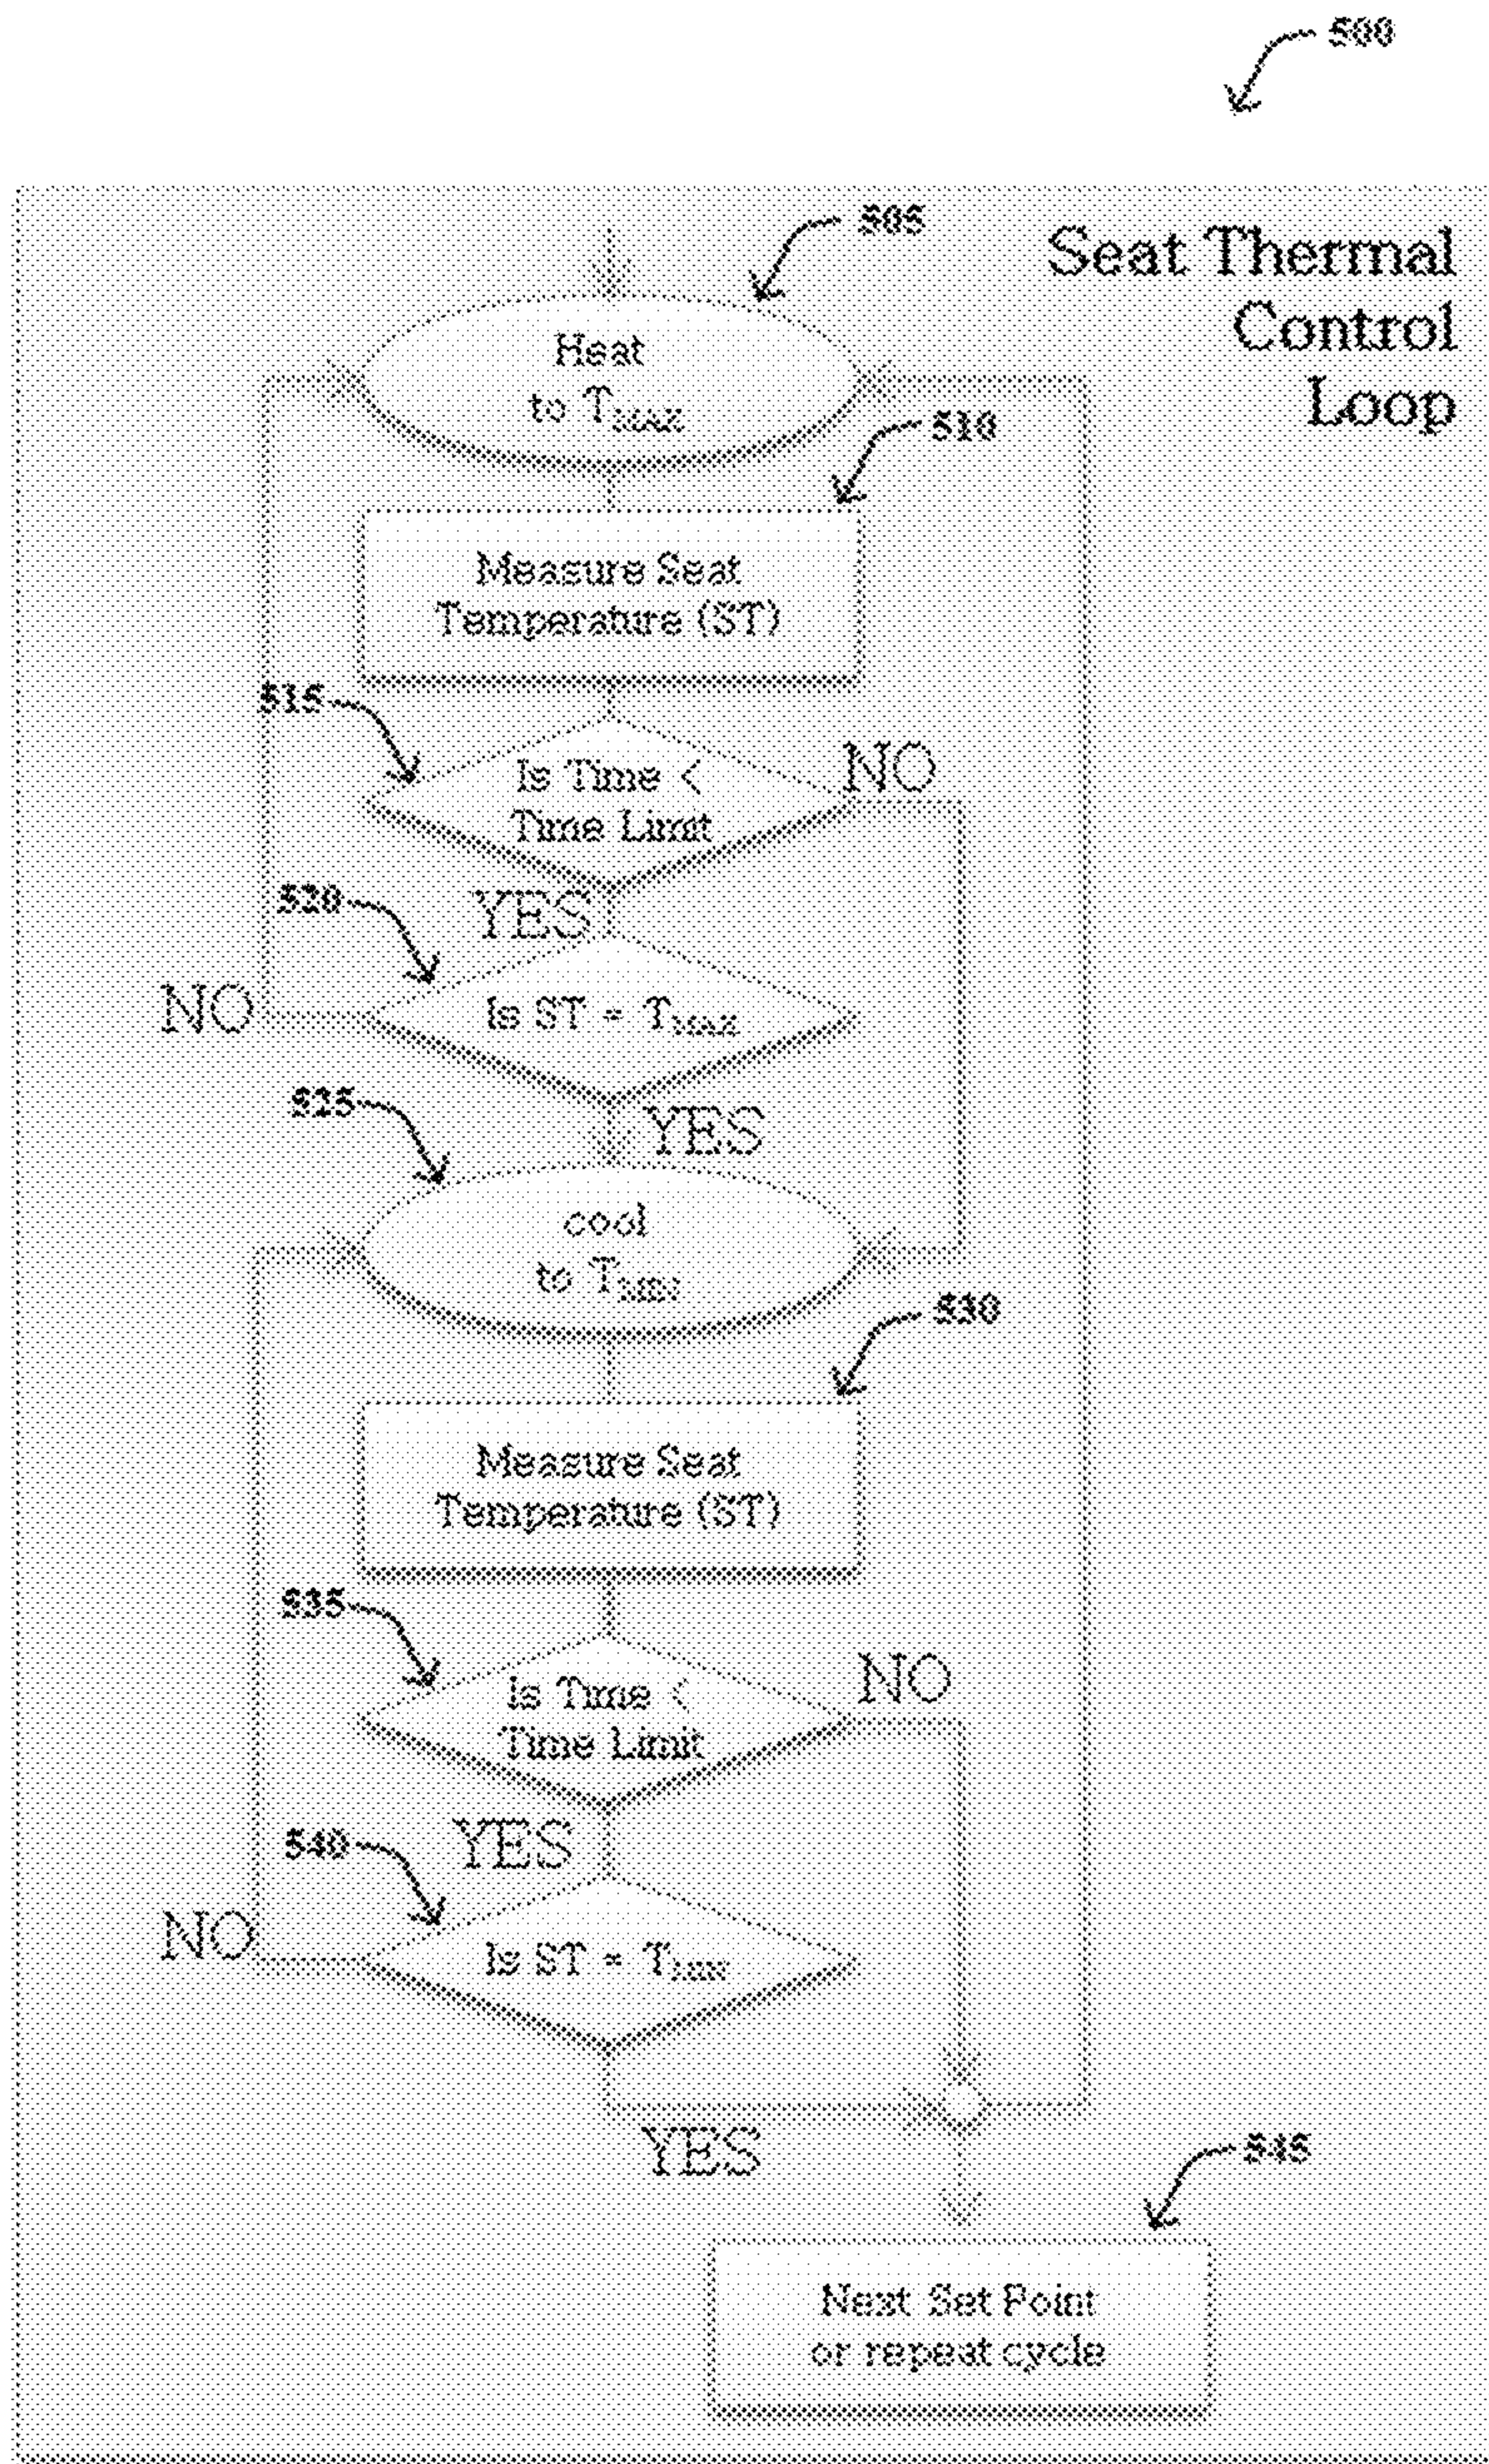 500
505
Seat Thermal
Control
Loop
Heat
to TMAX
510
Measure Seat
Temperature (ST)
515
Is Time <
Time Limit
NO
YES
520
Is ST = TMAX
NO
YES
525
cool
to TMIN
530
Measure Seat
Temperature (ST)
535
Is Time <
Time Limit
NO
YES
540
Is ST = TMIN
NO
YES
545
Next Set Point
or repeat cycle